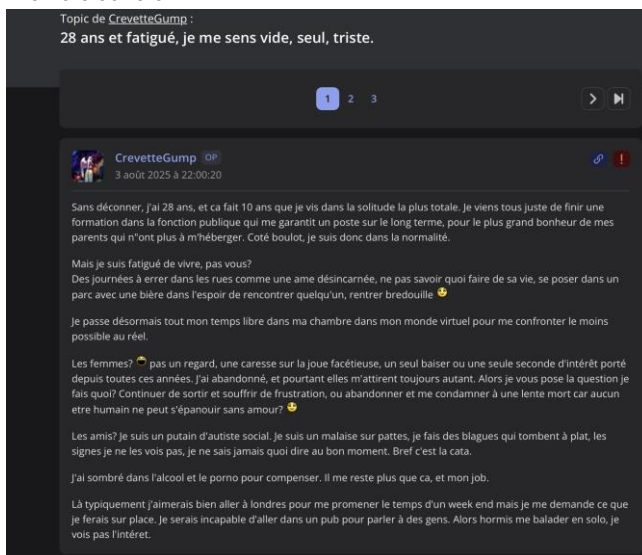 Topic de CrevetteGump :
28 ans et fatigué, je me sens vide, seul, triste.
1 2 3
CrevetteGump OP
3 août 2025 à 22:00:20
Sans déconner, j'ai 28 ans, et ca fait 10 ans que je vis dans la solitude la plus totale. Je viens tous juste de finir une
formation dans la fonction publique qui me garantit un poste sur le long terme, pour le plus grand bonheur de mes
parents qui n"ont plus à m'héberger. Coté boulot, je suis donc dans la normalité.
Mais je suis fatigué de vivre, pas vous?
Des journées à errer dans les rues comme une ame désincarnée, ne pas savoir quoi faire de sa vie, se poser dans un
parc avec une bière dans l'espoir de rencontrer quelqu'un, rentrer bredouille
Je passe désormais tout mon temps libre dans ma chambre dans mon monde virtuel pour me confronter le moins
possible au réel.
Les femmes? pas un regard, une caresse sur la joue facétieuse, un seul baiser ou une seule seconde d'intérêt porté
depuis toutes ces années. J'ai abandonné, et pourtant elles m'attirent toujours autant. Alors je vous pose la question je
fais quoi? Continuer de sortir et souffrir de frustration, ou abandonner et me condamner à une lente mort car aucun
etre humain ne peut s'épanouir sans amour?
Les amis? Je suis un putain d'autiste social. Je suis un malaise sur pattes, je fais des blagues qui tombent à plat, les
signes je ne les vois pas, je ne sais jamais quoi dire au bon moment. Bref c'est la cata.
J'ai sombré dans l'alcool et le porno pour compenser. Il me reste plus que ca, et mon job.
Là typiquement j'aimerais bien aller à londres pour me promener le temps d'un week end mais je me demande ce que
je ferais sur place. Je serais incapable d'aller dans un pub pour parler à des gens. Alors hormis me balader en solo, je
vois pas l'intéret.